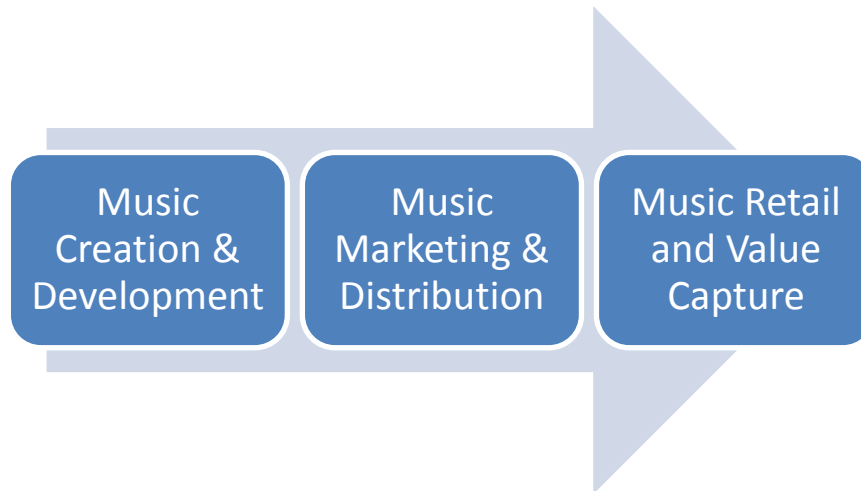 Music
Creation &
Development
Music
Marketing &
Distribution
Music Retail
and Value
Capture